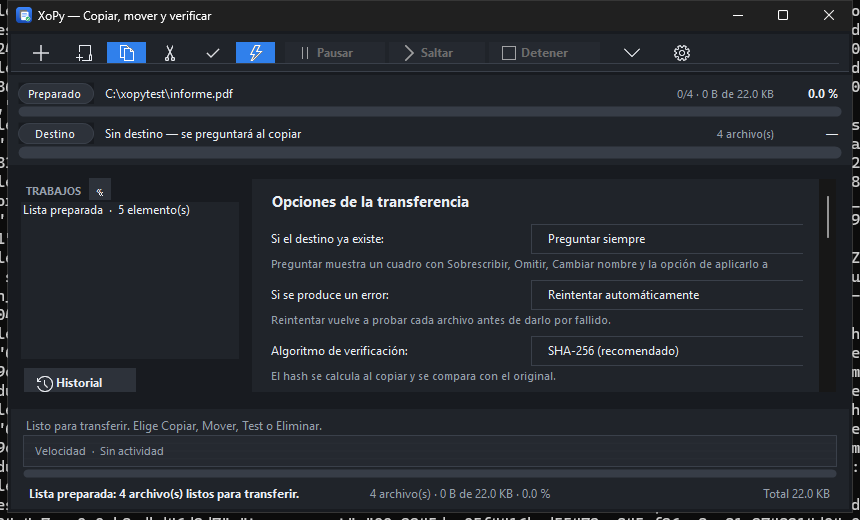 XoPy — Copiar, mover y verificar
Pausar
Saltar
Detener
Preparado C:\xopytest\informe.pdf 0/4 · 0 B de 22.0 KB 0.0 %
Destino Sin destino — se preguntará al copiar 4 archivo(s) —
TRABAJOS «
Lista preparada · 5 elemento(s)
Historial
Opciones de la transferencia
Si el destino ya existe: Preguntar siempre
Preguntar muestra un cuadro con Sobrescribir, Omitir, Cambiar nombre y la opción de aplicarlo a
Si se produce un error: Reintentar automáticamente
Reintentar vuelve a probar cada archivo antes de darlo por fallido.
Algoritmo de verificación: SHA-256 (recomendado)
El hash se calcula al copiar y se compara con el original.
Listo para transferir. Elige Copiar, Mover, Test o Eliminar.
Velocidad · Sin actividad
Lista preparada: 4 archivo(s) listos para transferir. 4 archivo(s) · 0 B de 22.0 KB · 0.0 % Total 22.0 KB